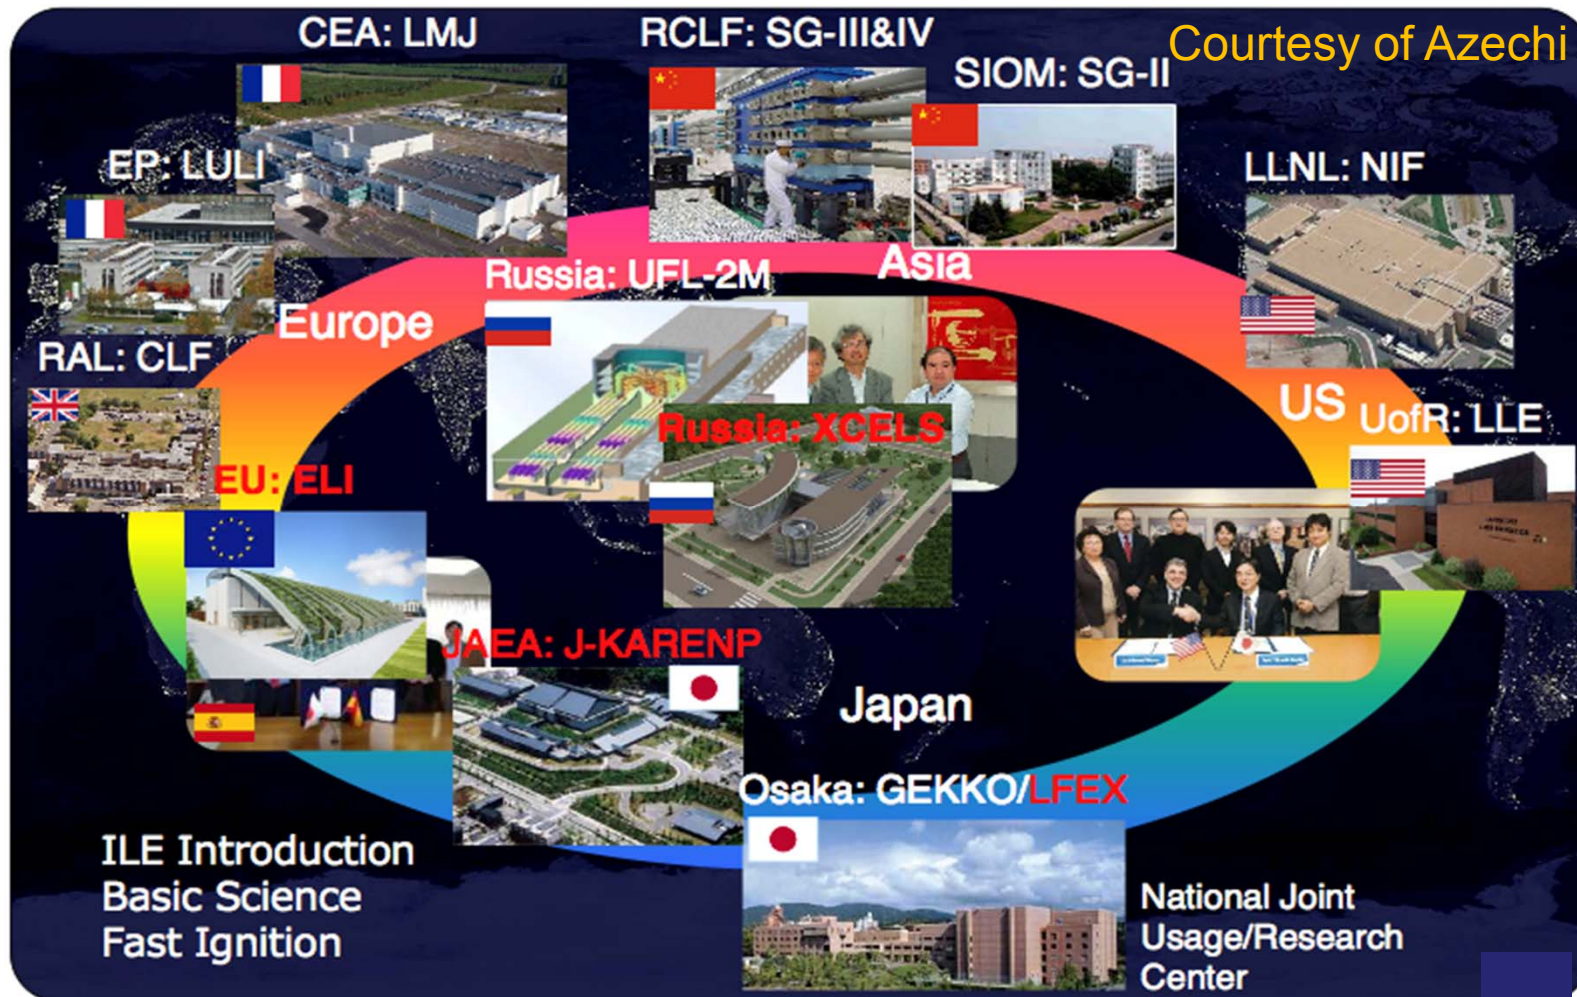 CEA: LMJ
RCLF: SG-III&IV
Courtesy of Azechi
SIOM: SG-II
EP: LULI
LLNL: NIF
Russia: UFL-2M
Asia
Europe
RAL: CLF
US
UofR: LLE
Russia: XCELS
EU: ELI
JAEA: J-KARENP
Japan
Osaka: GEKKO/LFEX
ILE Introduction
Basic Science
Fast Ignition
National Joint
Usage/Research
Center